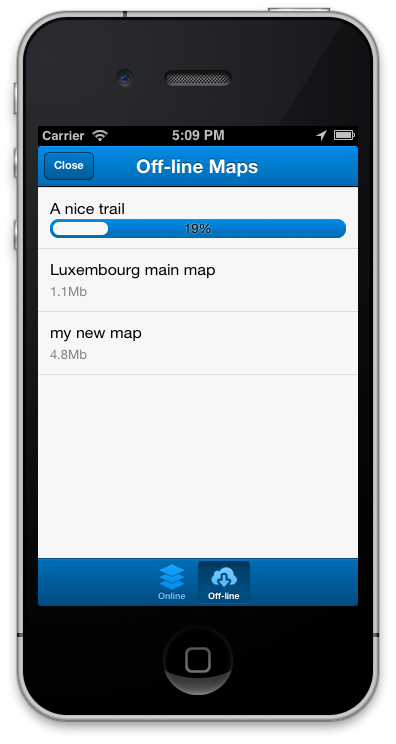 Carrier 5:09 PM
Close Off-line Maps
A nice trail
19%
Luxembourg main map
1.1Mb
my new map
4.8Mb
Online Off-line